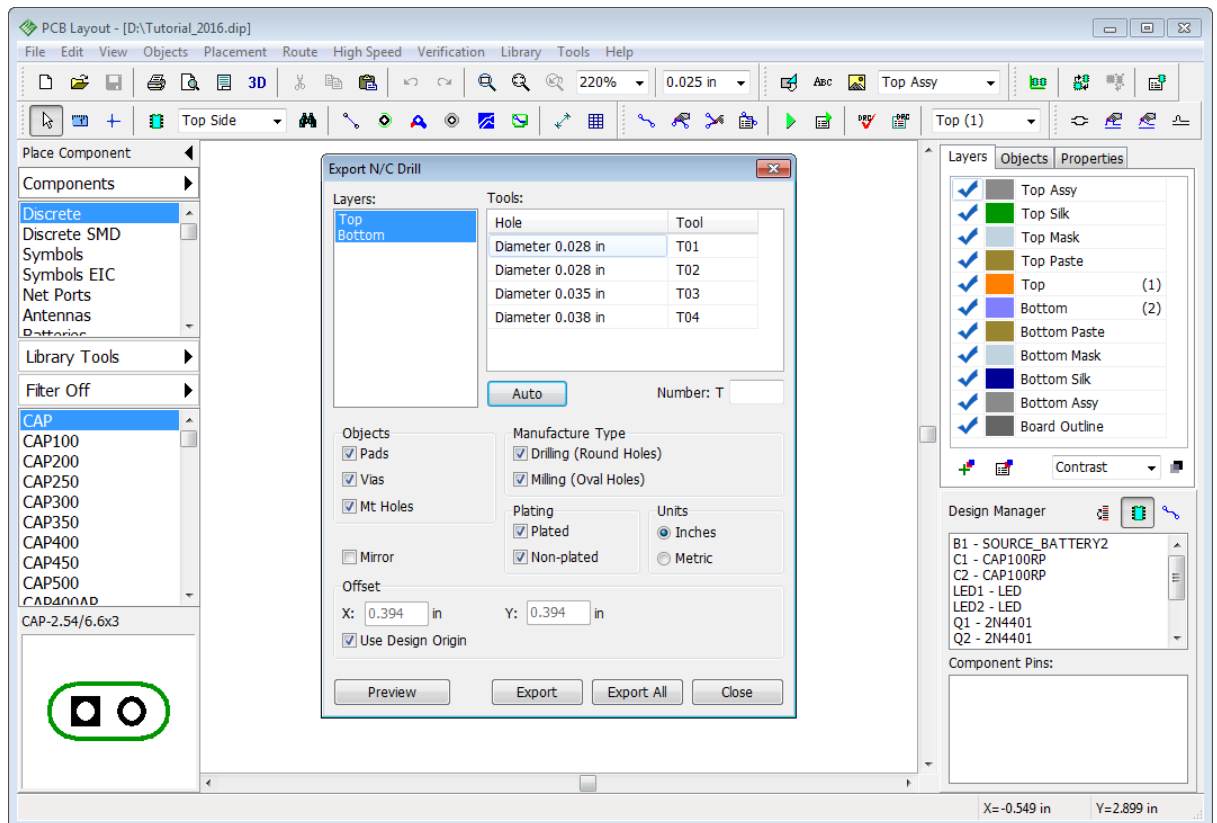 PCB Layout - [D:\Tutorial_2016.dip]
File Edit View Objects Placement Route High Speed Verification Library Tools Help
3D 220% 0.025 in ABC Top Assy
Top Side DRC DRC Top (1)
Place Component
Components
Discrete
Discrete SMD
Symbols
Symbols EIC
Net Ports
Antennas
Batteries
Library Tools
Filter Off
CAP
CAP100
CAP200
CAP250
CAP300
CAP350
CAP400
CAP450
CAP500
CAP400AP
CAP-2.54/6.6x3
Export N/C Drill
Layers:
Top
Bottom
Tools:
Hole Tool
Diameter 0.028 in T01
Diameter 0.028 in T02
Diameter 0.035 in T03
Diameter 0.038 in T04
Auto Number: T
Objects
Pads
Vias
Mt Holes
Mirror
Manufacture Type
Drilling (Round Holes)
Milling (Oval Holes)
Plating
Plated
Non-plated
Units
Inches
Metric
Offset
X: 0.394 in Y: 0.394 in
Use Design Origin
Preview Export Export All Close
Layers Objects Properties
Top Assy
Top Silk
Top Mask
Top Paste
Top (1)
Bottom (2)
Bottom Paste
Bottom Mask
Bottom Silk
Bottom Assy
Board Outline
Contrast
Design Manager
B1 - SOURCE_BATTERY2
C1 - CAP100RP
C2 - CAP100RP
LED1 - LED
LED2 - LED
Q1 - 2N4401
Q2 - 2N4401
Component Pins:
X=-0.549 in Y=2.899 in